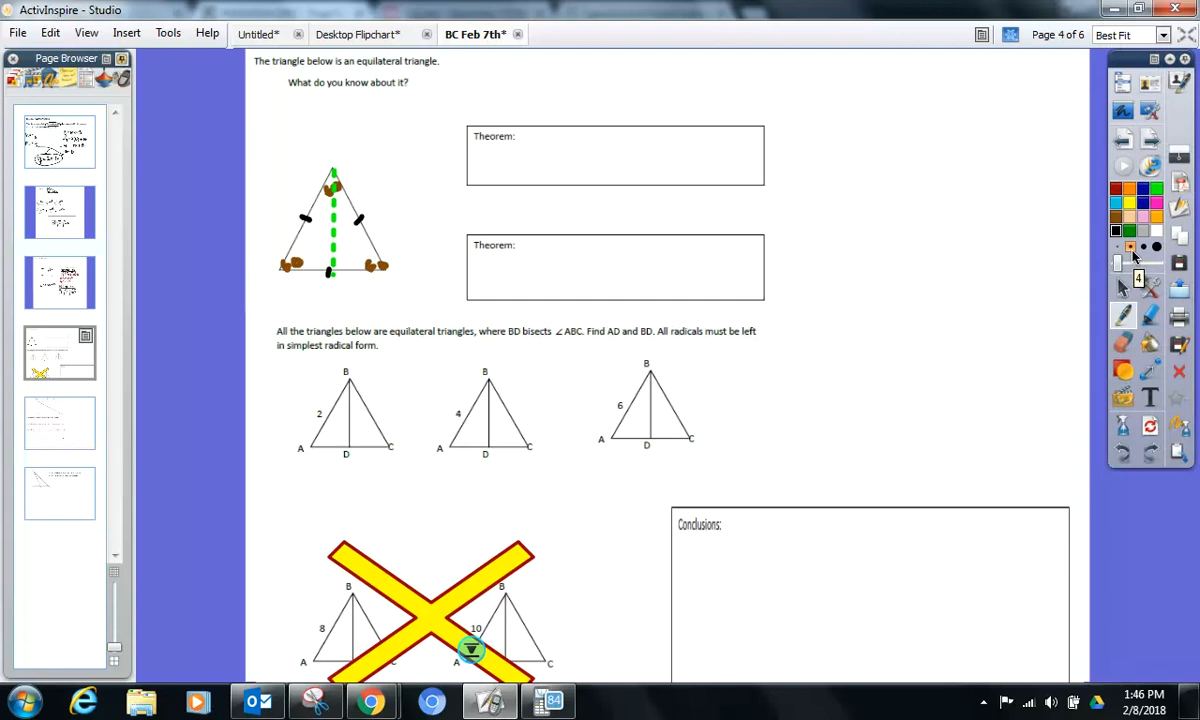 ActivInspire - Studio
File Edit View Insert Tools Help
Untitled* Desktop Flipchart* BC Feb 7th*
Page 4 of 6 Best Fit
Page Browser
The triangle below is an equilateral triangle.
What do you know about it?
Theorem:
Theorem:
4
All the triangles below are equilateral triangles, where BD bisects ∠ABC. Find AD and BD. All radicals must be left
in simplest radical form.
B B B
2 4 6
A C A C A C
D D D
Conclusions:
B B
8 10
A C A C
84
1:46 PM
2/8/2018